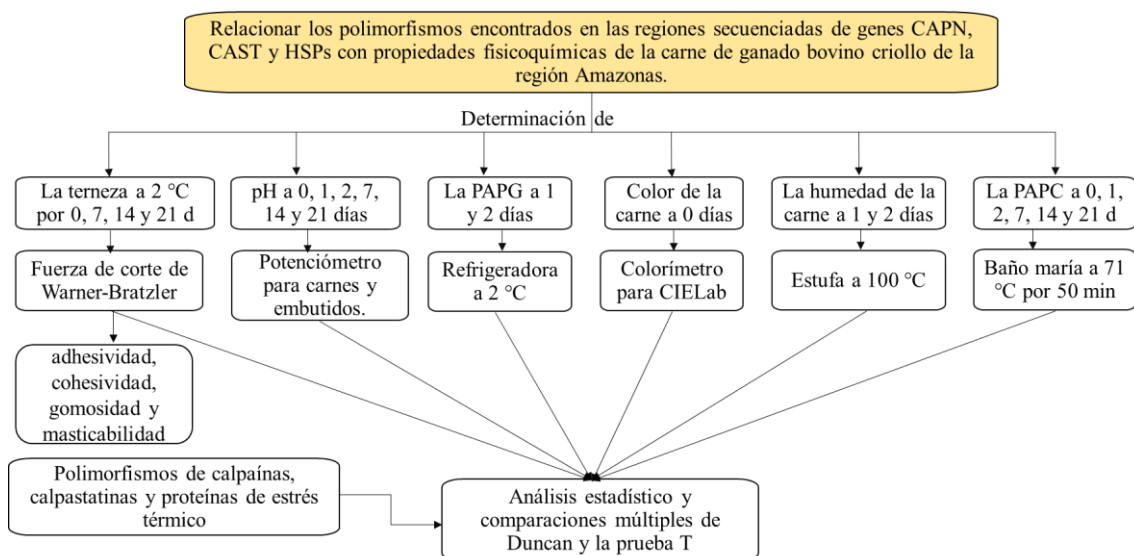 Relacionar los polimorfismos encontrados en las regiones secuenciadas de genes CAPN,
CAST y HSPs con propiedades fisicoquímicas de la carne de ganado bovino criollo de la
región Amazonas.
Determinación de
La terneza a 2 °C
por 0, 7, 14 y 21 d
pH a 0, 1, 2, 7,
14 y 21 días
La PAPG a 1
y 2 días
Color de la
carne a 0 días
La humedad de la
carne a 1 y 2 días
La PAPC a 0, 1,
2, 7, 14 y 21 d
Fuerza de corte de
Warner-Bratzler
Potenciómetro
para carnes y
embutidos.
Refrigeradora
a 2 °C
Colorímetro
para CIELab
Estufa a 100 °C
Baño maría a 71
°C por 50 min
adhesividad,
cohesividad,
gomosidad y
masticabilidad
Polimorfismos de calpaínas,
calpastatinas y proteínas de estrés
térmico
Análisis estadístico y
comparaciones múltiples de
Duncan y la prueba T